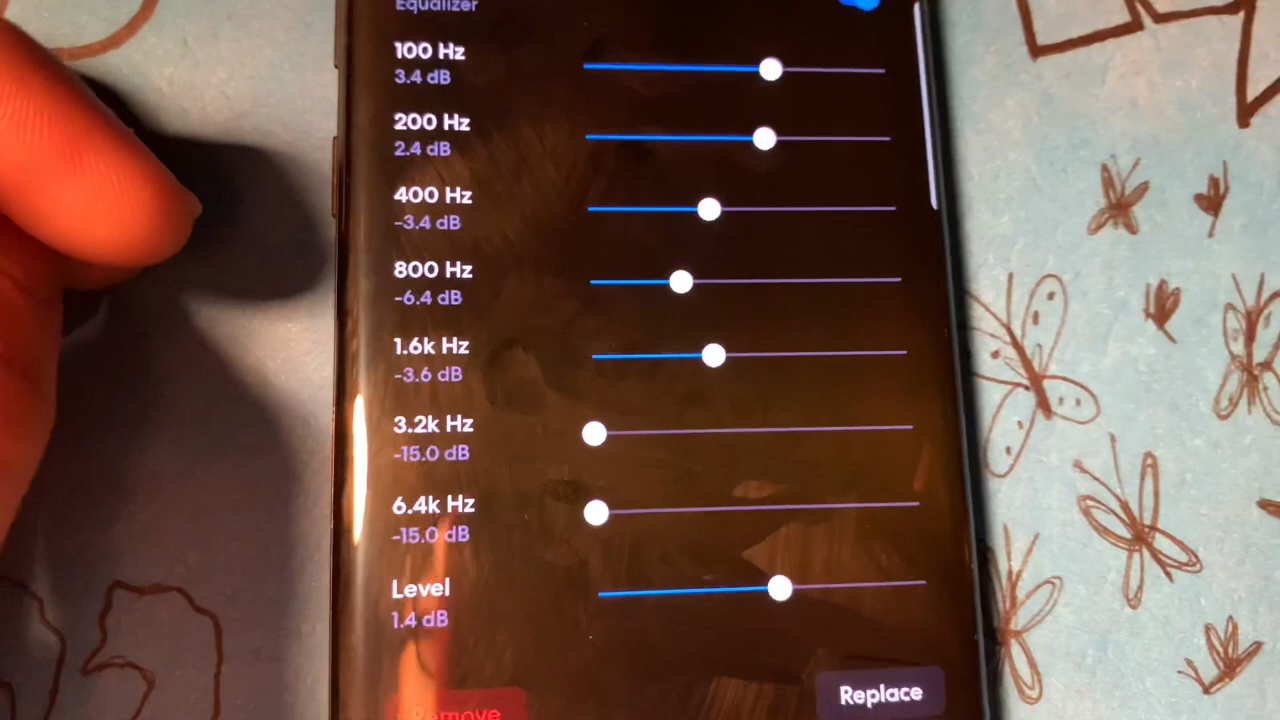 Equalizer
100 Hz
3.4 dB
200 Hz
2.4 dB
400 Hz
-3.4 dB
800 Hz
-6.4 dB
1.6k Hz
-3.6 dB
3.2k Hz
-15.0 dB
6.4k Hz
-15.0 dB
Level
1.4 dB
Remove
Replace